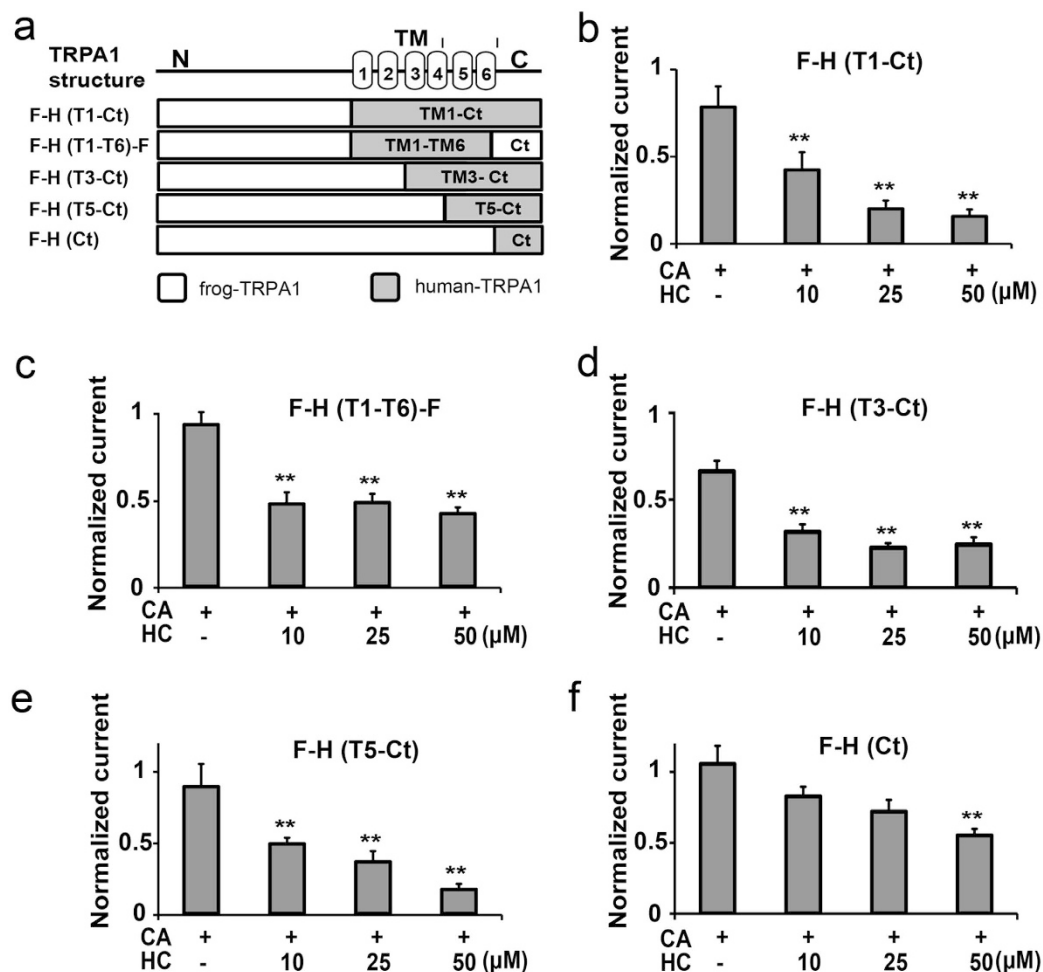 a
TRPA1 structure
N
TM
C
1 2 3 4 5 6
F-H (T1-Ct)
TM1-Ct
F-H (T1-T6)-F
TM1-TM6
Ct
F-H (T3-Ct)
TM3- Ct
F-H (T5-Ct)
T5-Ct
F-H (Ct)
Ct
frog-TRPA1
human-TRPA1
b
F-H (T1-Ct)
Normalized current
1
0.5
0
**
**
**
CA + + + +
HC - 10 25 50 (µM)
c
F-H (T1-T6)-F
Normalized current
1
0.5
0
**
**
**
CA + + + +
HC - 10 25 50 (µM)
d
F-H (T3-Ct)
Normalized current
1
0.5
0
**
**
**
CA + + + +
HC - 10 25 50 (µM)
e
F-H (T5-Ct)
Normalized current
1
0.5
0
**
**
**
CA + + + +
HC - 10 25 50 (µM)
f
F-H (Ct)
Normalized current
1
0.5
0
**
CA + + + +
HC - 10 25 50 (µM)